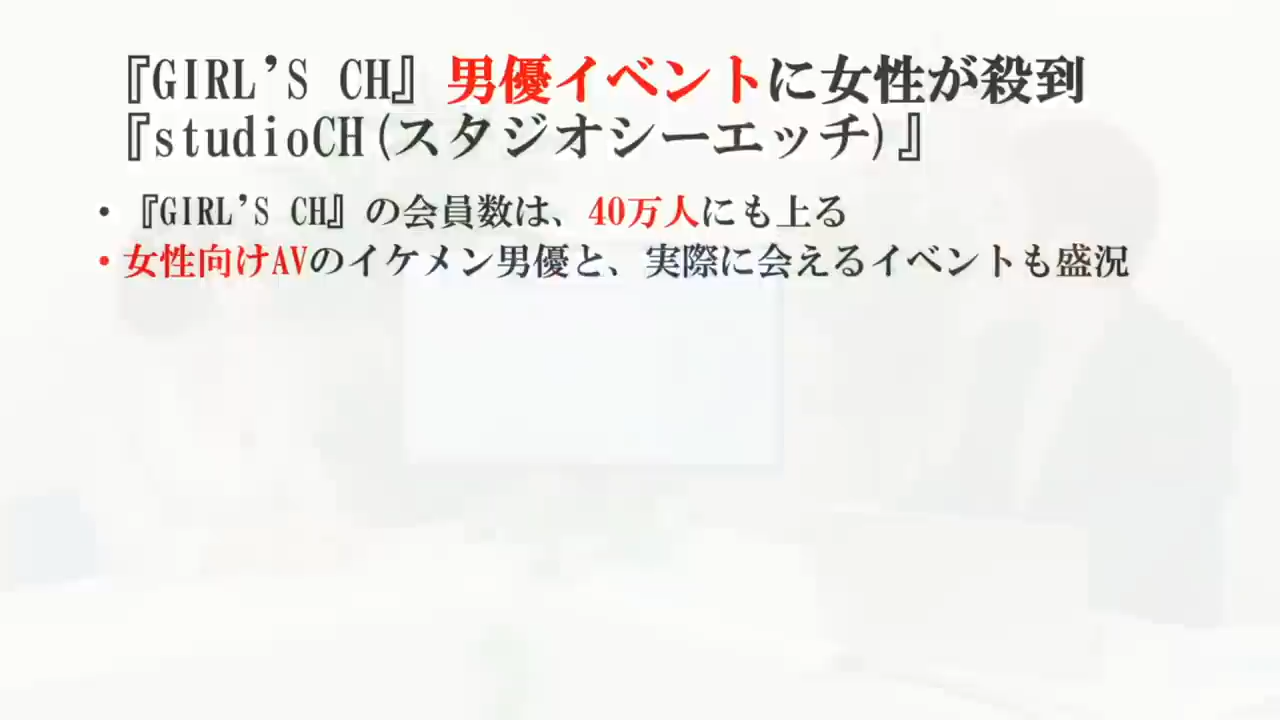 『GIRL’S CH』男優イベントに女性が殺到
『studioCH(スタジオシーエッチ)』
・『GIRL’S CH』の会員数は、40万人にも上る
・女性向けAVのイケメン男優と、実際に会えるイベントも盛況